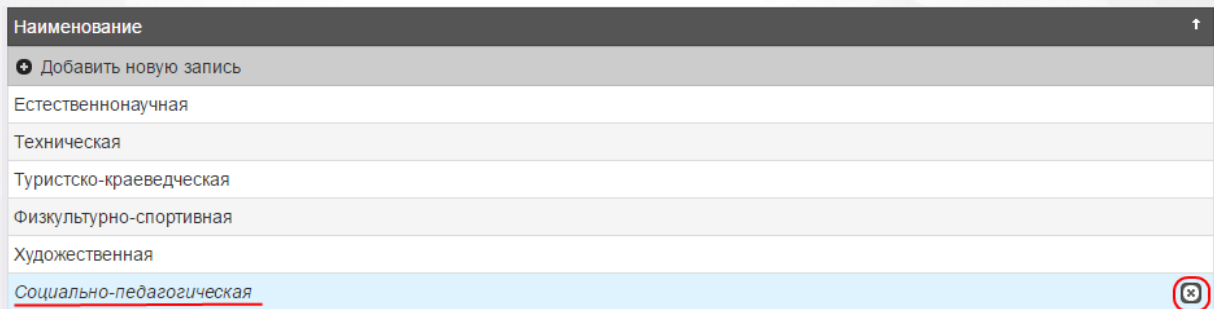 Наименование
Добавить новую запись
Естественнонаучная
Техническая
Туристско-краеведческая
Физкультурно-спортивная
Художественная
Социально-педагогическая